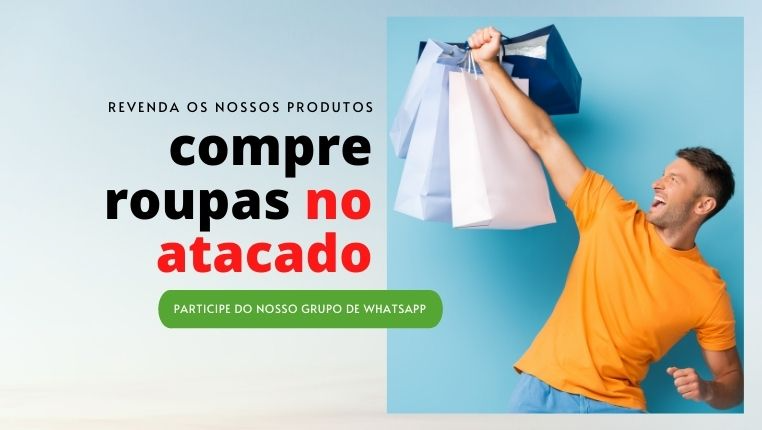 REVENDA OS NOSSOS PRODUTOS
compre
roupas no
atacado
PARTICIPE DO NOSSO GRUPO DE WHATSAPP